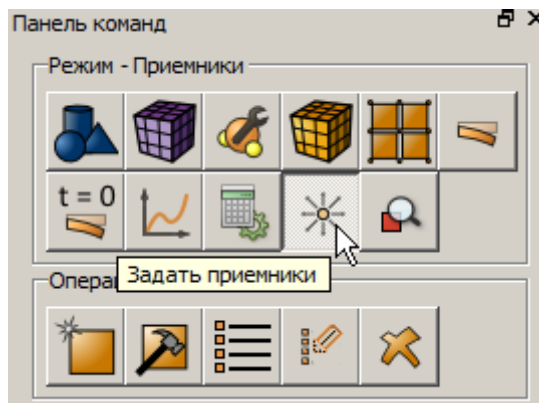 Панель команд
Режим - Приемники
t = 0
Задать приемники
Опера